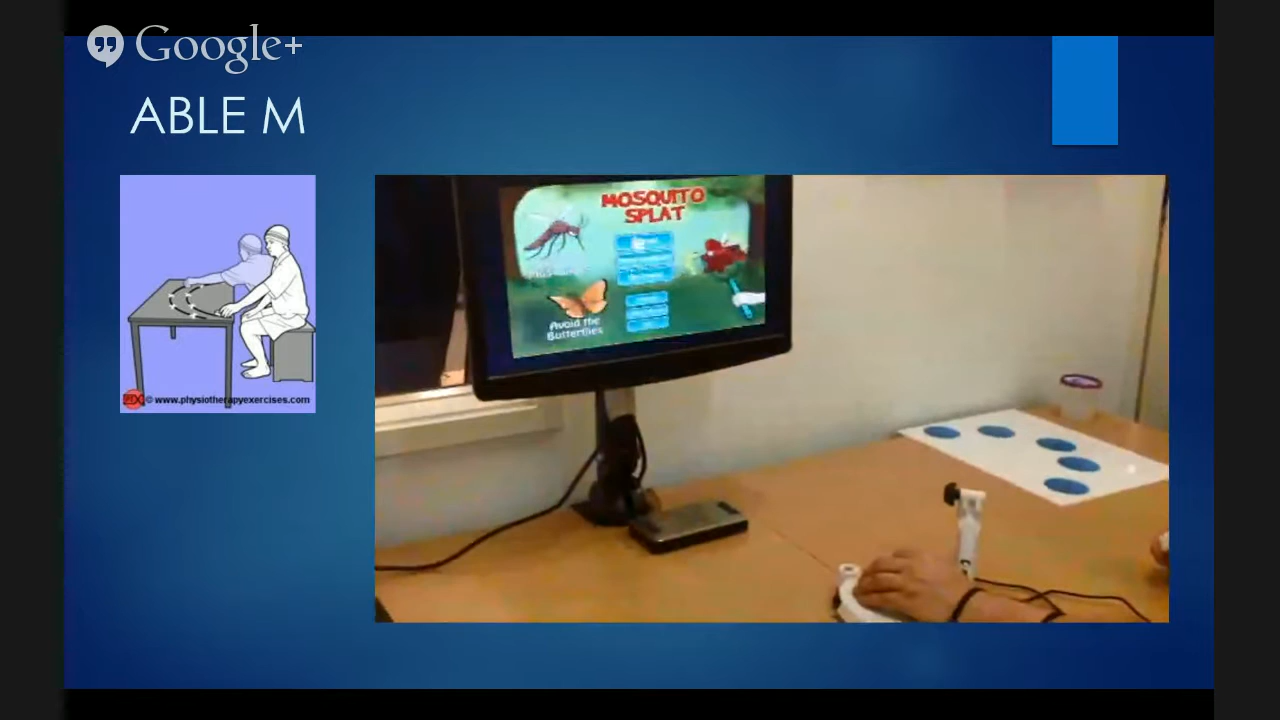 Google+
ABLE M
MOSQUITO
SPLAT
Avoid the
Butterflies
© www.physiotherapyexercises.com